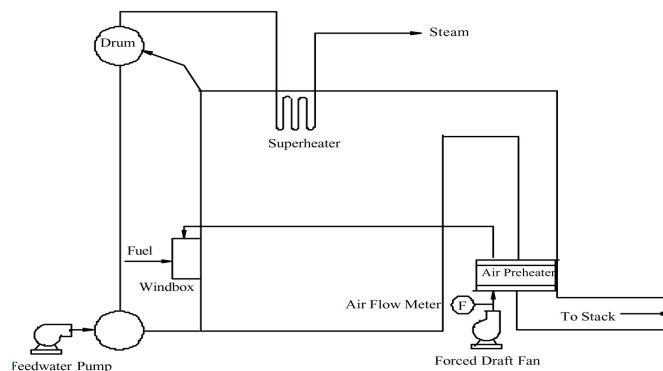 Steam
Drum
Superheater
Fuel
Windbox
Air Preheater
Air Flow Meter
F
To Stack
Forced Draft Fan
Feedwater Pump